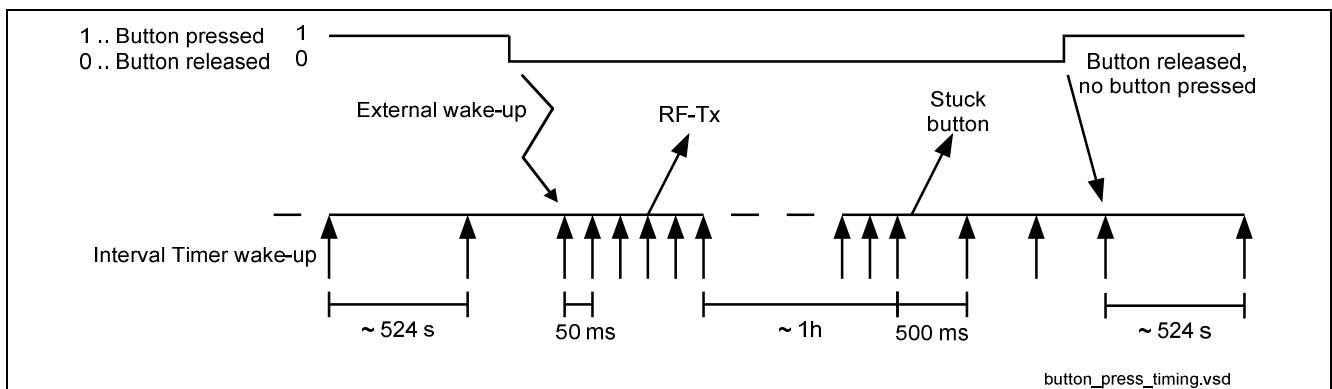 1 .. Button pressed 1
0 .. Button released 0
Button released,
no button pressed
External wake-up
RF-Tx
Stuck
button
Interval Timer wake-up
~ 524 s
50 ms
~ 1h
500 ms
~ 524 s
button_press_timing.vsd